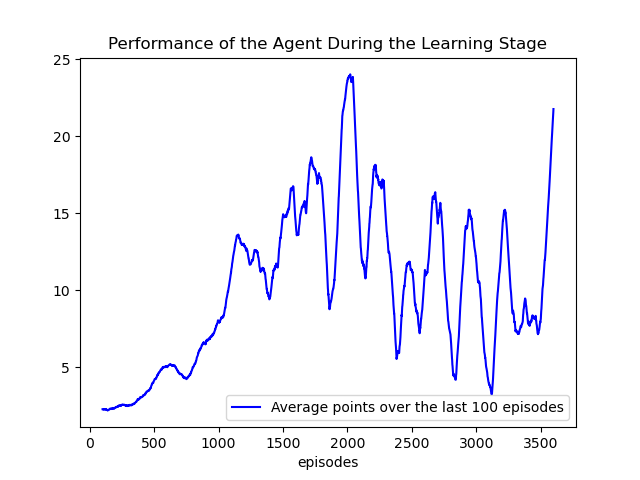 Performance of the Agent During the Learning Stage
25
20
15
10
5
Average points over the last 100 episodes
0 500 1000 1500 2000 2500 3000 3500
episodes